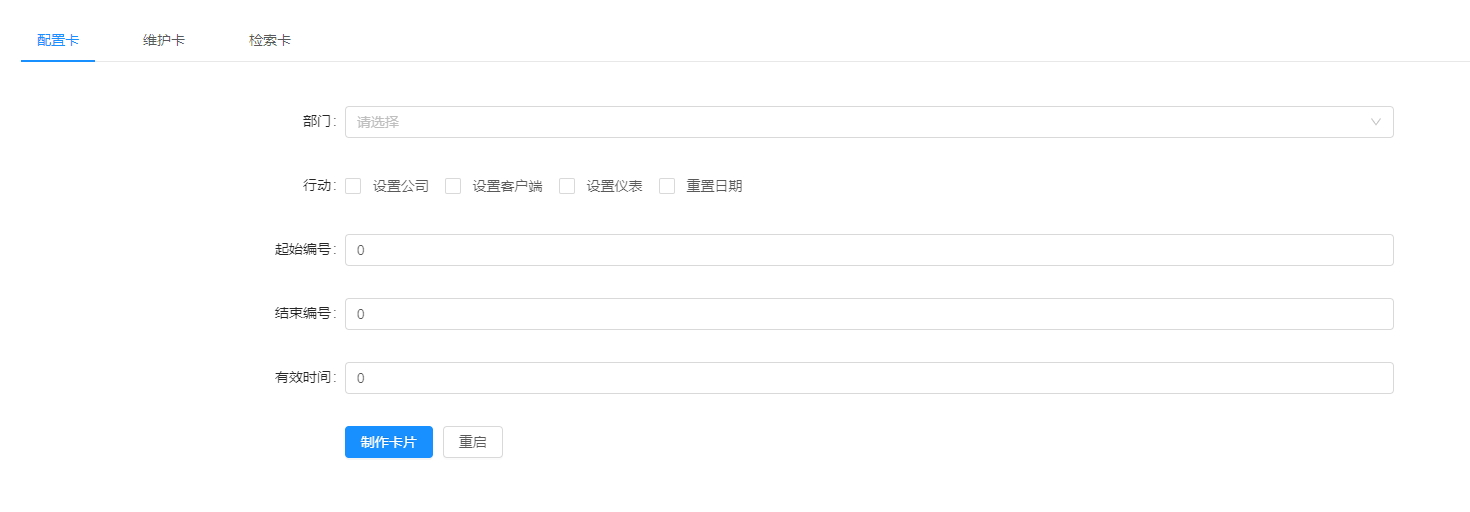 配置卡 维护卡 检索卡
部门: 请选择
行动: 设置公司 设置客户端 设置仪表 重置日期
起始编号: 0
结束编号: 0
有效时间: 0
制作卡片 重启